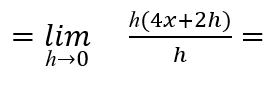 = lim h→0 h(4x+2h)/h =